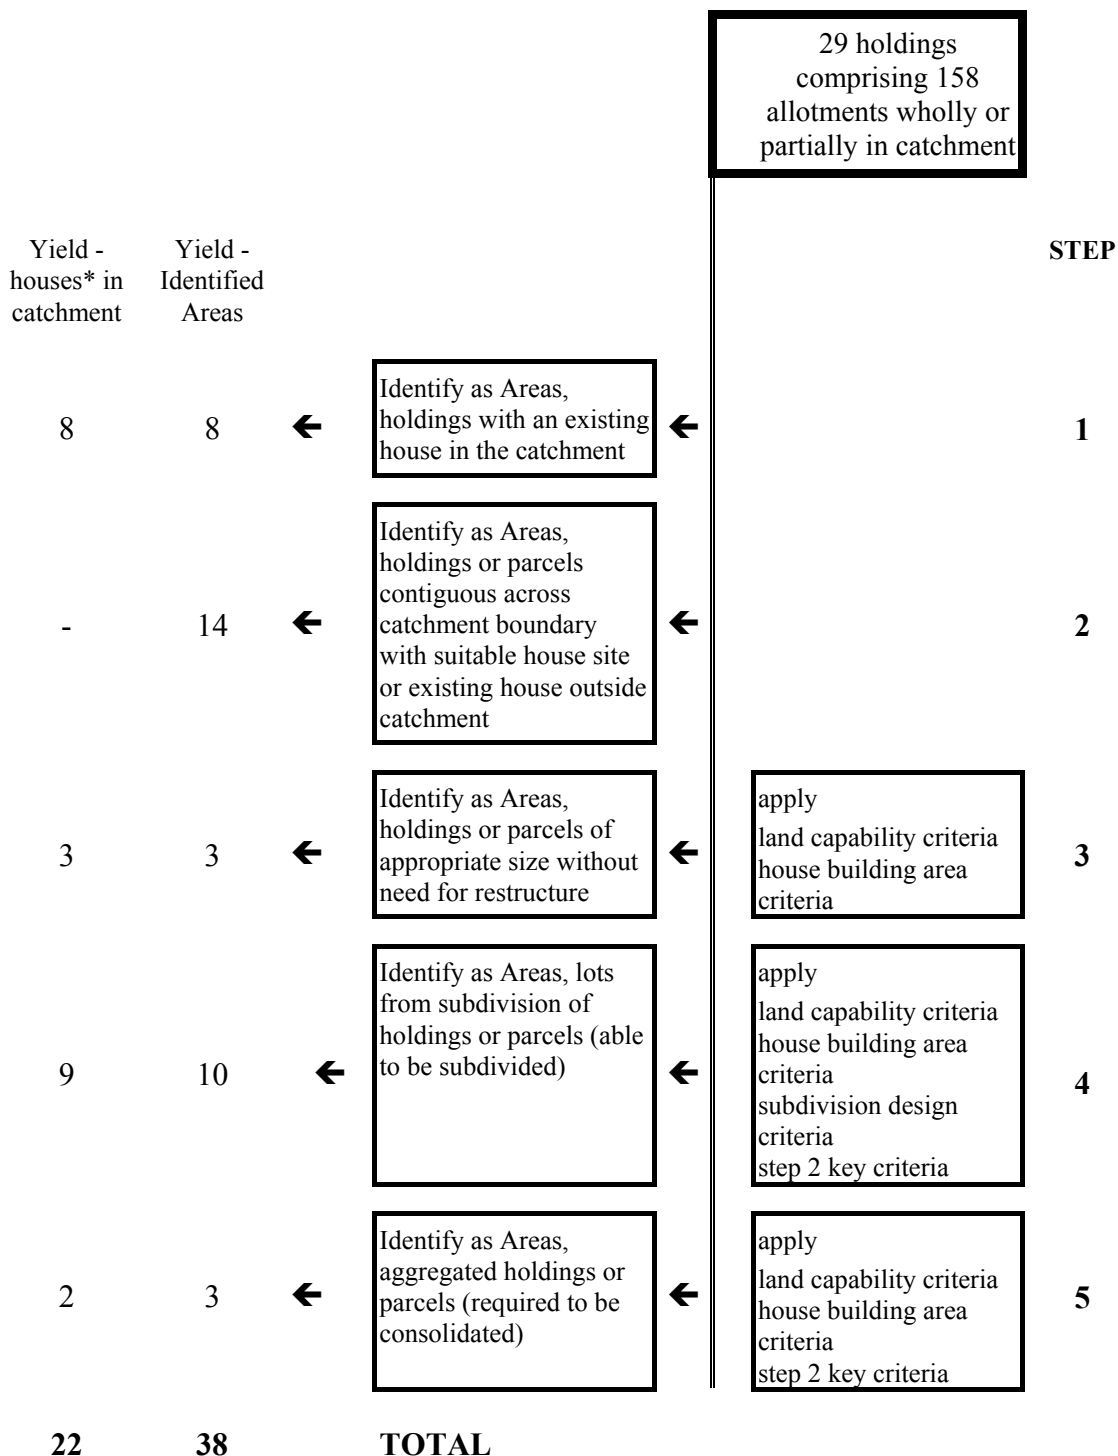 29 holdings
comprising 158
allotments wholly or
partially in catchment
Yield -
houses* in
catchment
Yield -
Identified
Areas
STEP
8
8
Identify as Areas,
holdings with an existing
house in the catchment
1
-
14
Identify as Areas,
holdings or parcels
contiguous across
catchment boundary
with suitable house site
or existing house outside
catchment
2
3
3
Identify as Areas,
holdings or parcels of
appropriate size without
need for restructure
apply
land capability criteria
house building area
criteria
3
9
10
Identify as Areas, lots
from subdivision of
holdings or parcels (able
to be subdivided)
apply
land capability criteria
house building area
criteria
subdivision design
criteria
step 2 key criteria
4
2
3
Identify as Areas,
aggregated holdings or
parcels (required to be
consolidated)
apply
land capability criteria
house building area
criteria
step 2 key criteria
5
22
38
TOTAL